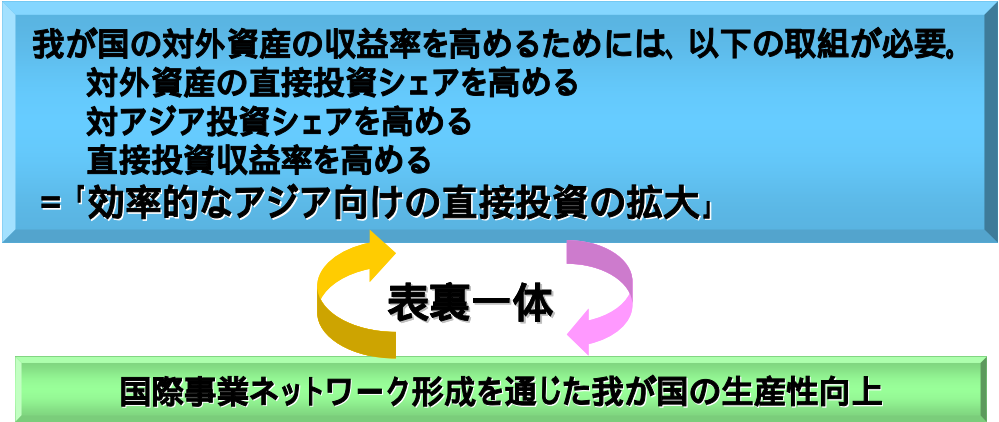 我が国の対外資産の収益率を高めるためには、以下の取組が必要。
対外資産の直接投資シェアを高める
対アジア投資シェアを高める
直接投資収益率を高める
=「効率的なアジア向けの直接投資の拡大」
表裏一体
国際事業ネットワーク形成を通じた我が国の生産性向上